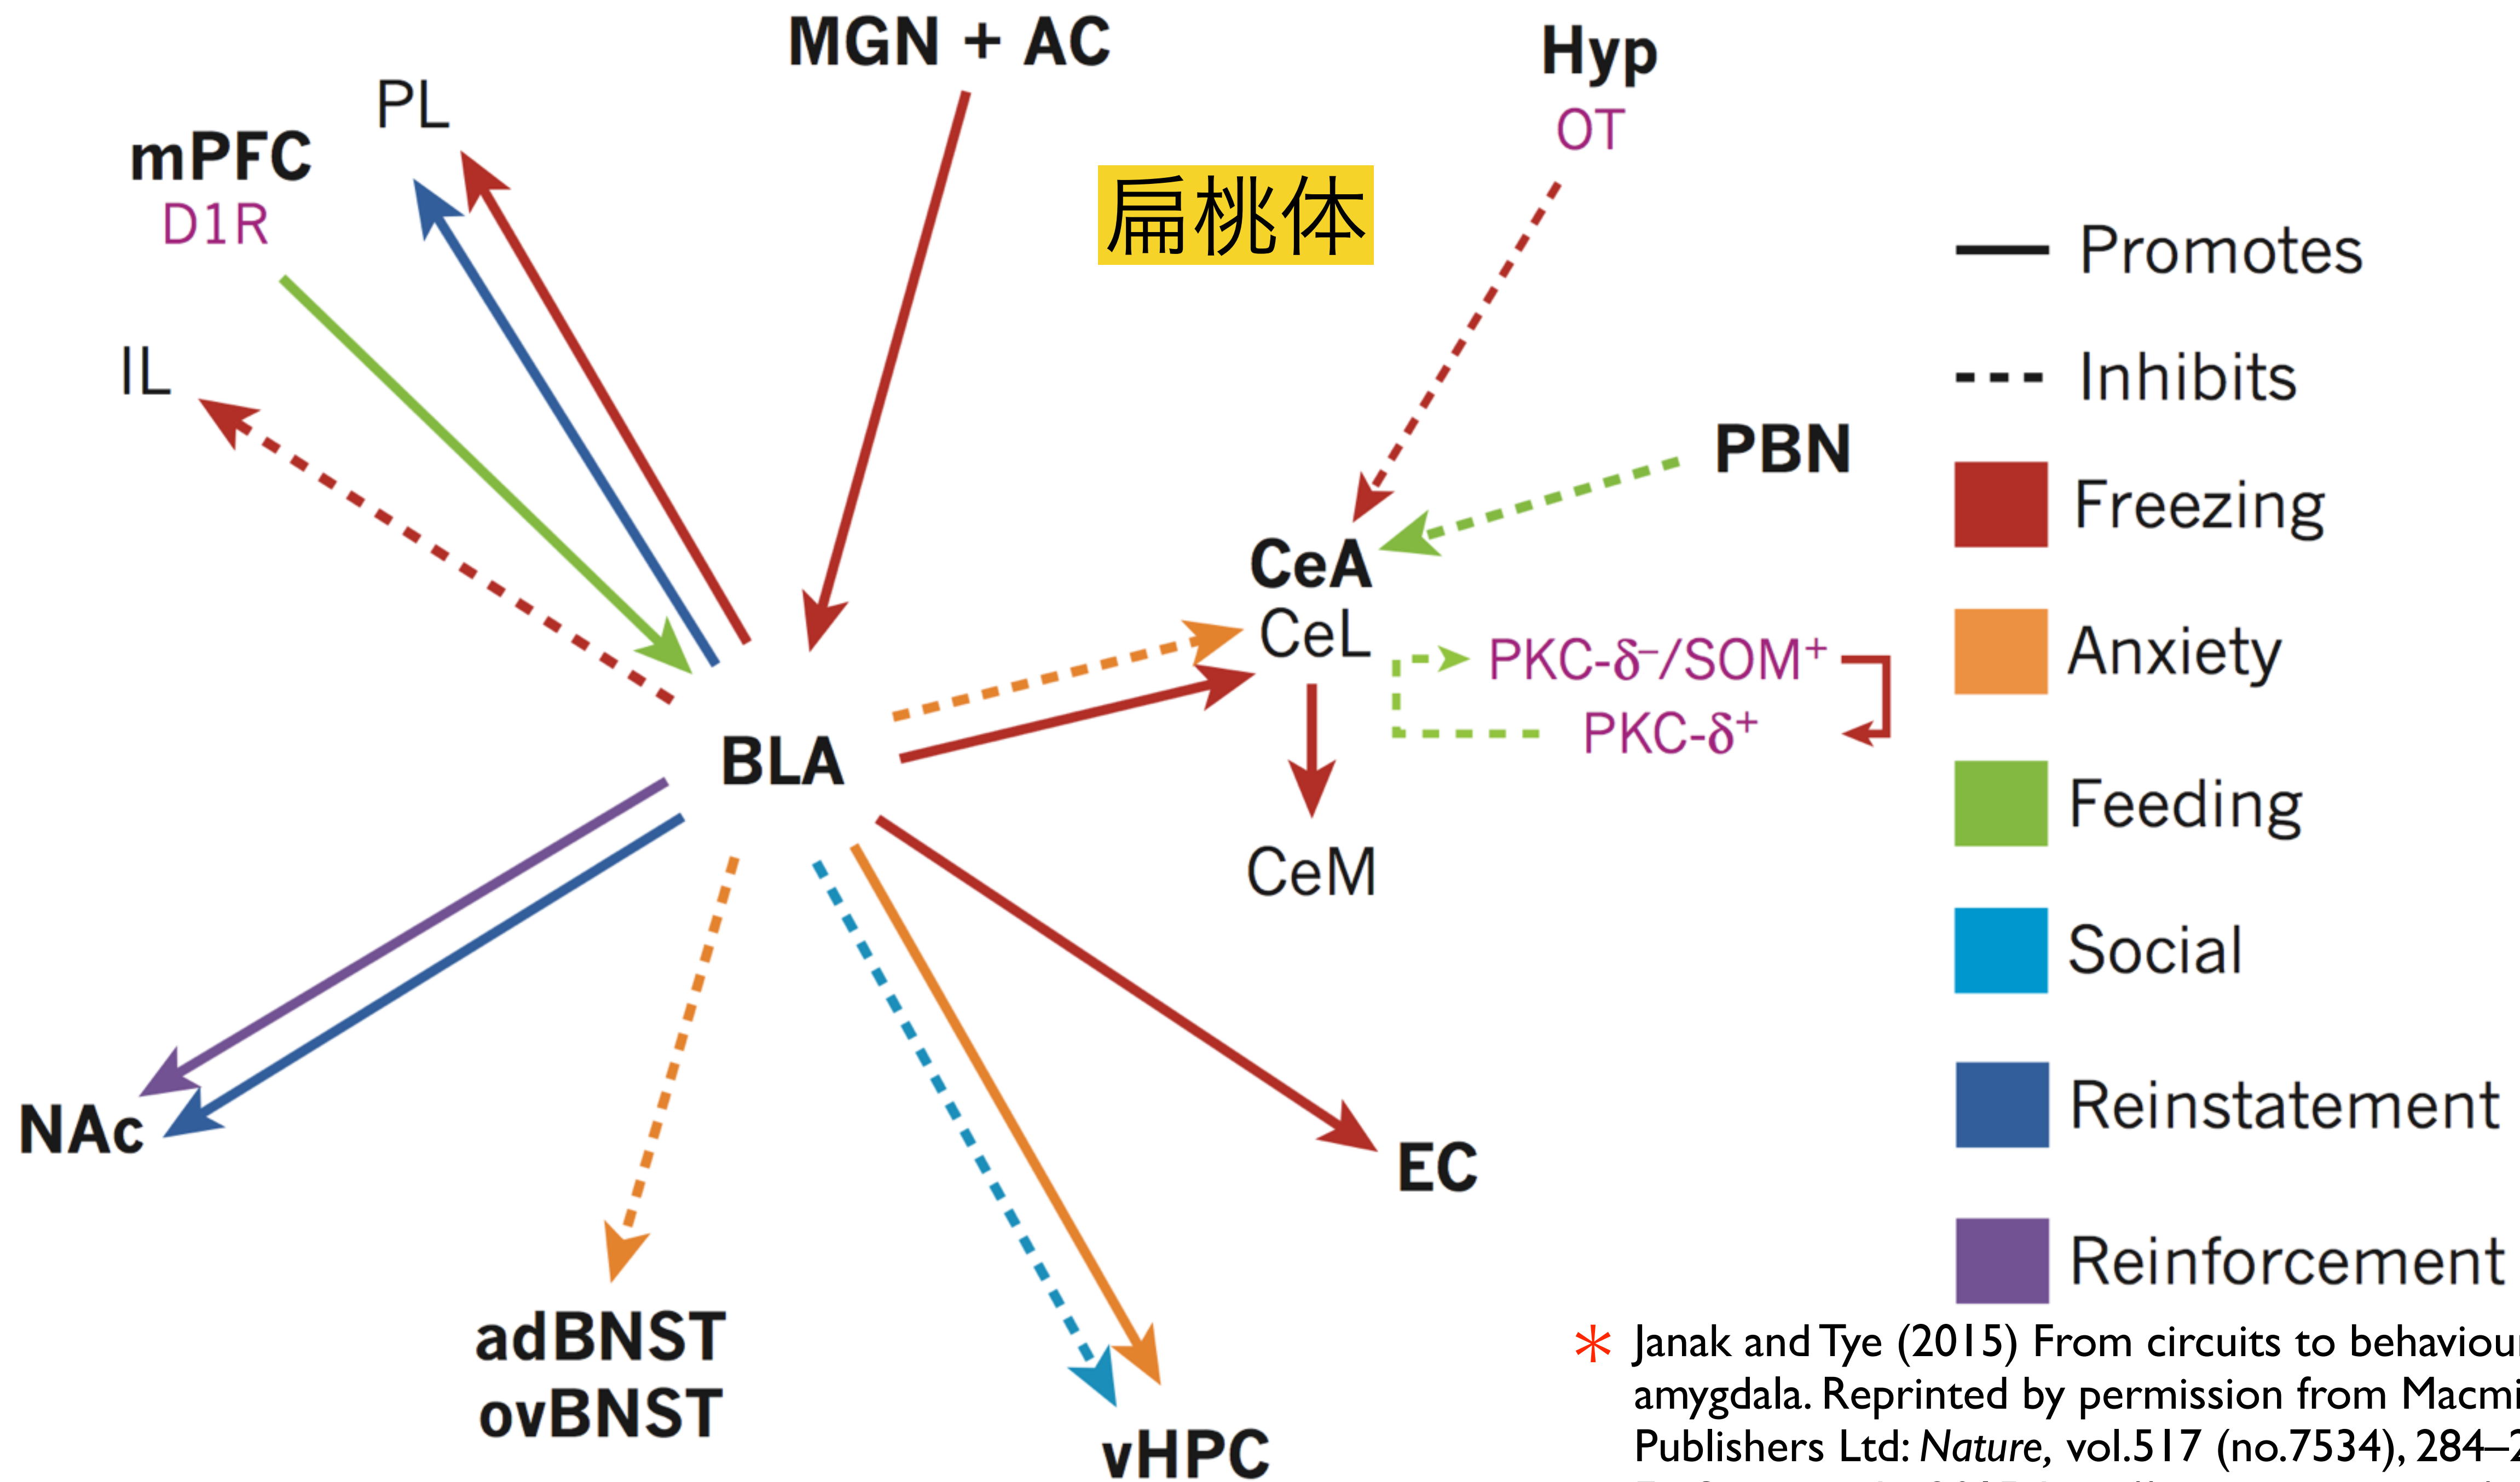 MGN + AC
Hyp
OT
PL
mPFC
D1R
扁桃体
IL
PBN
CeA
CeL
PKC-δ⁻/SOM⁺
PKC-δ⁺
BLA
CeM
NAc
EC
adBNST
ovBNST
vHPC
Promotes
Inhibits
Freezing
Anxiety
Feeding
Social
Reinstatement
Reinforcement
* Janak and Tye (2015) From circuits to behaviour
amygdala. Reprinted by permission from Macmi
Publishers Ltd: Nature, vol.517 (no.7534), 284–2